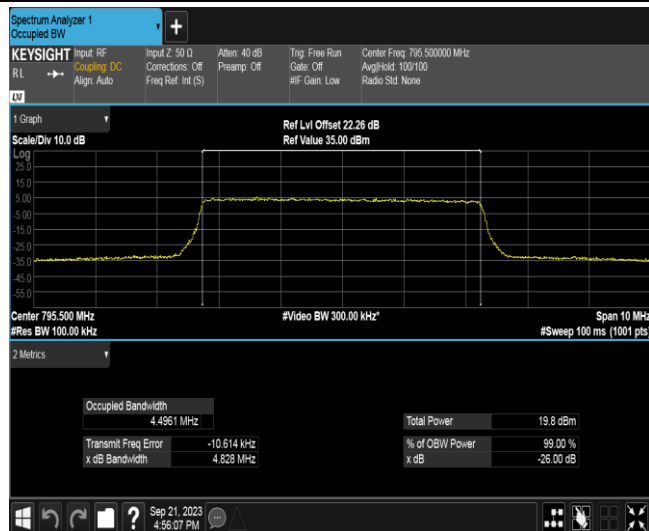 Spectrum Analyzer 1
Occupied BW
+
KEYSIGHT
RL
Input: RF
Coupling: DC
Align: Auto
Input Z: 50 Ω
Corrections: Off
Freq Ref: Int (S)
Atten: 40 dB
Preamp: Off
Trig: Free Run
Gate: Off
#IF Gain: Low
Center Freq: 795.500000 MHz
Avg|Hold: 100/100
Radio Std: None
1 Graph
Scale/Div 10.0 dB
Ref Lvl Offset 22.26 dB
Ref Value 35.00 dBm
Log
25.0
15.0
5.00
-5.00
-15.0
-25.0
-35.0
-45.0
-55.0
Center 795.500 MHz
#Res BW 100.00 kHz
#Video BW 300.00 kHz*
Span 10 MHz
#Sweep 100 ms (1001 pts)
2 Metrics
Occupied Bandwidth
4.4961 MHz
Transmit Freq Error -10.614 kHz
x dB Bandwidth 4.828 MHz
Total Power 19.8 dBm
% of OBW Power 99.00 %
x dB -26.00 dB
?
Sep 21, 2023
4:56:07 PM